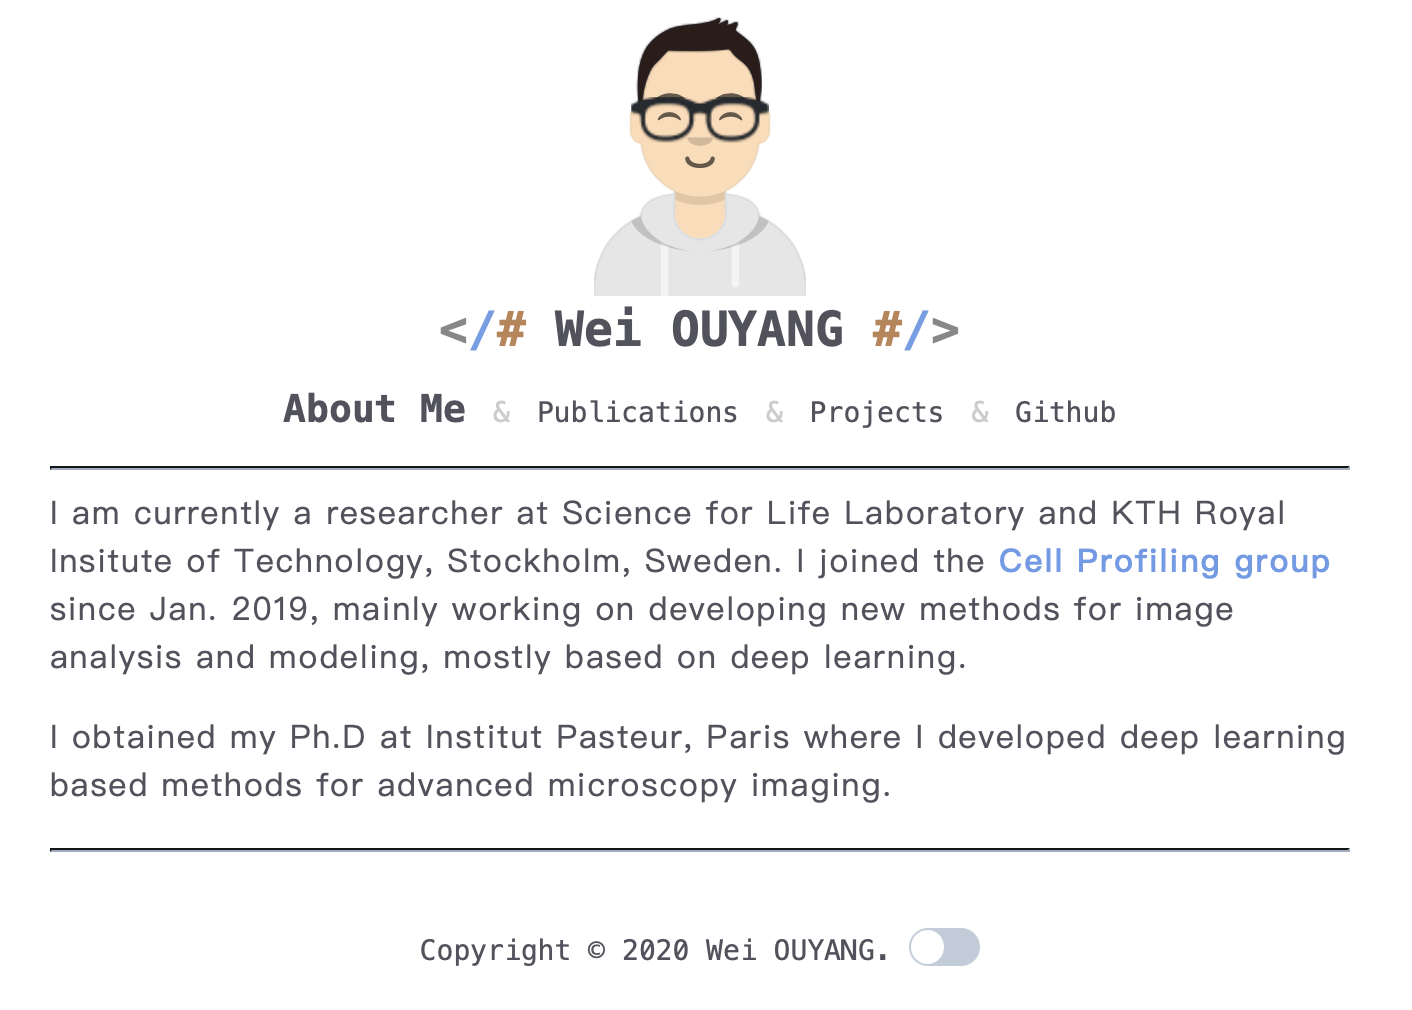 </# Wei OUYANG #/>
About Me & Publications & Projects & Github
I am currently a researcher at Science for Life Laboratory and KTH Royal
Insitute of Technology, Stockholm, Sweden. I joined the Cell Profiling group
since Jan. 2019, mainly working on developing new methods for image
analysis and modeling, mostly based on deep learning.
I obtained my Ph.D at Institut Pasteur, Paris where I developed deep learning
based methods for advanced microscopy imaging.
Copyright © 2020 Wei OUYANG.